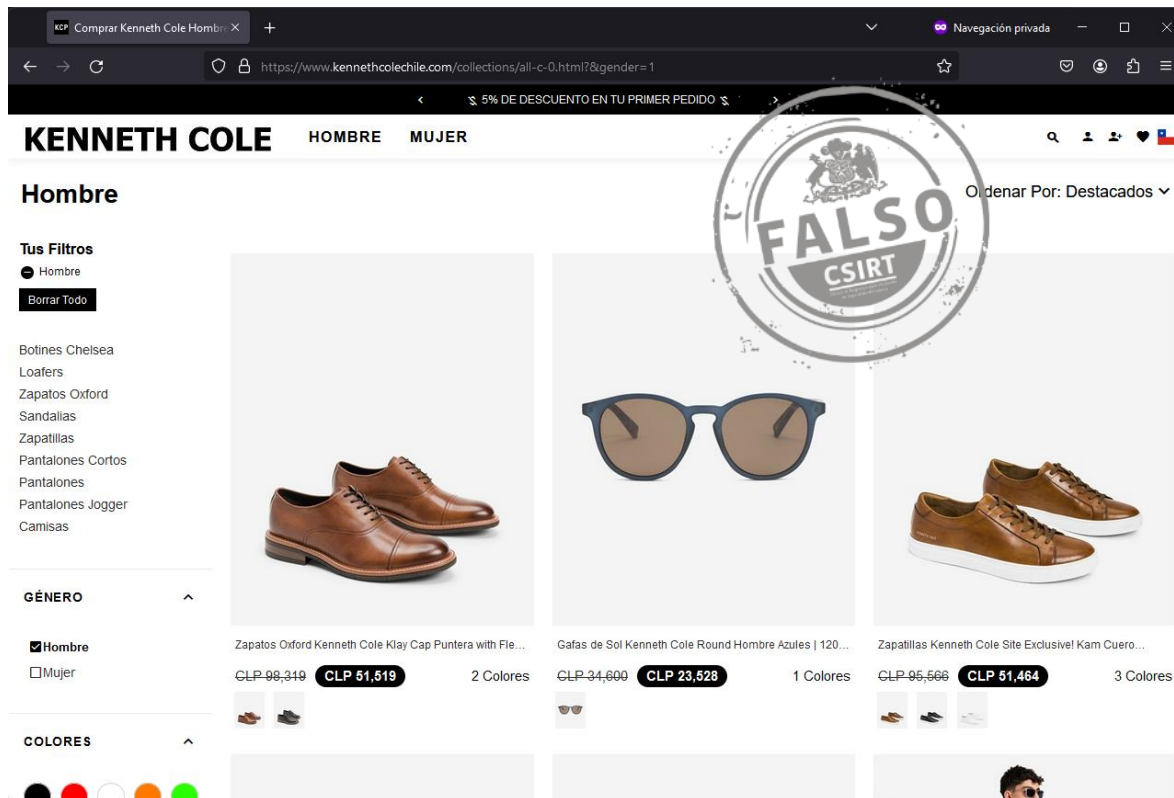 KCP Comprar Kenneth Cole Hombre
Navegación privada
https://www.kennethcolechile.com/collections/all-c-0.html?&gender=1
5% DE DESCUENTO EN TU PRIMER PEDIDO
KENNETH COLE HOMBRE MUJER
Hombre
Ordenar Por: Destacados
FALSO
CSIRT
Tus Filtros
Hombre
Borrar Todo
Botines Chelsea
Loafers
Zapatos Oxford
Sandalias
Zapatillas
Pantalones Cortos
Pantalones
Pantalones Jogger
Camisas
GÉNERO
Hombre
Mujer
COLORES
Zapatos Oxford Kenneth Cole Klay Cap Puntera with Fle...
CLP 98,319 CLP 51,519 2 Colores
Gafas de Sol Kenneth Cole Round Hombre Azules | 120...
CLP 34,600 CLP 23,528 1 Colores
Zapatillas Kenneth Cole Site Exclusive! Kam Cuero...
CLP 95,566 CLP 51,464 3 Colores